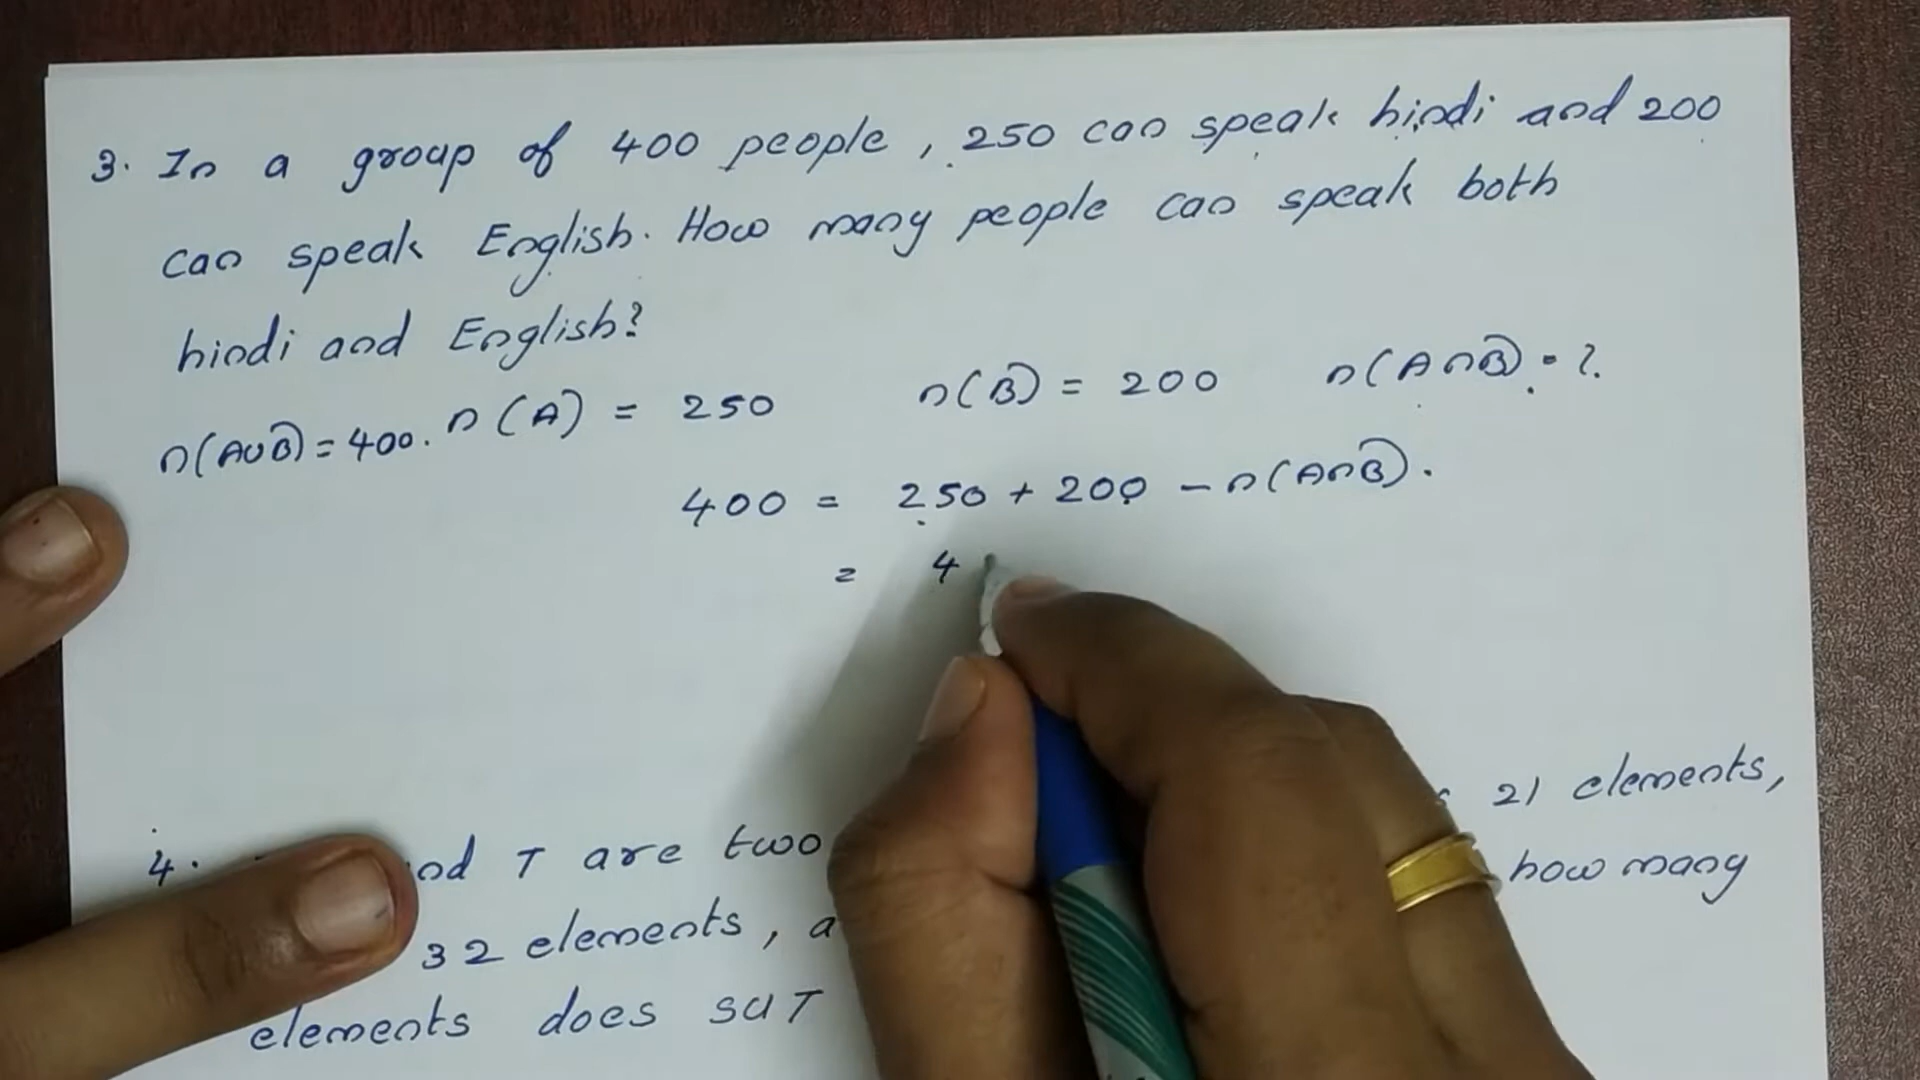 3. In a group of 400 people, 250 can speak hindi and 200
can speak English. How many people can speak both
hindi and English?
n(A∪B) = 400. n(A) = 250 n(B) = 200 n(A∩B) = ?
400 = 250 + 200 - n(A∩B).
= 4
4. T are two 21 elements,
32 elements, how many
elements does S∪T